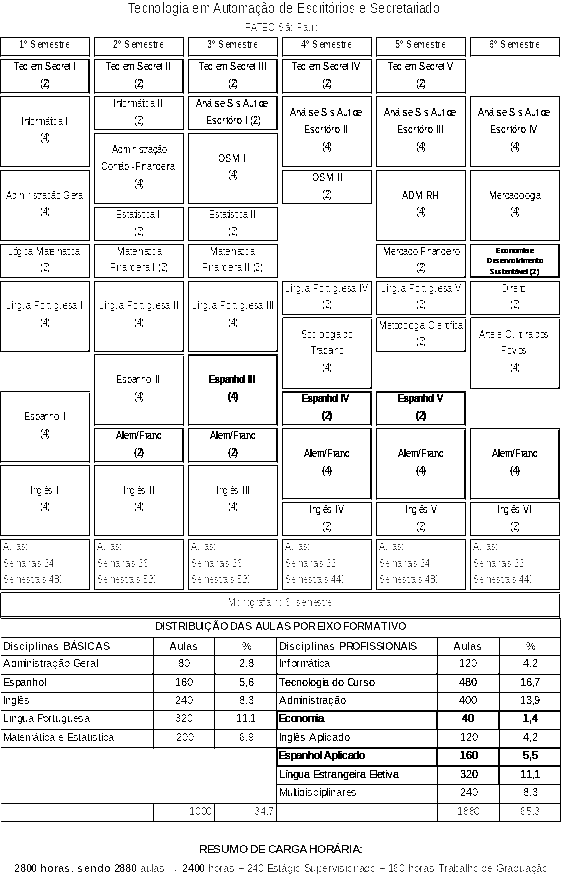 Tecnologia em Automação de Escritórios e Secretariado
FATEC São Paulo
1º Semestre 2º Semestre 3º Semestre 4º Semestre 5º Semestre 6º Semestre
Tec em Secret I (2) Tec em Secret II (2) Tec em Secret III (2) Tec em Secret IV (2) Tec em Secret V (2)
Informática I (4) Informática II (2) Análise Sis Autoe Escritóro I (2) Análise Sis Autoe Escritóro II (4) Análise Sis Autoe Escritóro III (4) Análise Sis Autoe Escritóro IV (4)
Administração Contáb.-Financeira (4) OSM I (4)
Administração Geral (4) OSM II (2) ADM RH (4) Mercadologia (4)
Estatística I (2) Estatística II (2)
Lógica Matemática (2) Matemática Financeira I (2) Matemática Financeira II (2) Mercado Financeiro (2) Economia e Desenvolvimento Sustentável (2)
Língua Portuguesa I (4) Língua Portuguesa II (4) Língua Portuguesa III (4) Língua Portuguesa IV (2) Língua Portuguesa V (2) Direito (2)
Sociologia do Trabalho (4) Metodologia Científica (2) Arte e Cultura dos Povos (4)
Espanhol I (4) Espanhol II (4) Espanhol III (4) Espanhol IV (2) Espanhol V (2)
Alem/Franc (2) Alem/Franc (2) Alem/Franc (4) Alem/Franc (4) Alem/Franc (4)
Inglês I (4) Inglês II (4) Inglês III (4) Inglês IV (2) Inglês V (2) Inglês VI (2)
Aulas: Aulas: Aulas: Aulas: Aulas: Aulas:
Semanais 24 Semanais 26 Semanais 26 Semanais 22 Semanais 24 Semanais 22
Semestrais 480 Semestrais 520 Semestrais 520 Semestrais 440 Semestrais 480 Semestrais 440
DISTRIBUIÇÃO DAS AULAS POR EIXO FORMATIVO
Disciplinas BÁSICAS Aulas % Disciplinas PROFISSIONAIS Aulas %
Administração Geral 80 2,8 Informática 120 4,2
Espanhol 160 5,6 Tecnologia do Curso 480 16,7
Inglês 240 8,3 Administração 400 13,9
Língua Portuguesa 320 11,1 Economia 40 1,4
Matemática e Estatística 200 6,9 Inglês Aplicado 120 4,2
Espanhol Aplicado 160 5,5
Língua Estrangeira Eletiva 320 11,1
Multidisciplinares 240 8,3
1000 34,7 1880 65,3
RESUMO DE CARGA HORÁRIA:
2800 horas, sendo 2880 aulas → 2400 horas + 240 Estágio Supervisionado + 160 horas Trabalho de Graduação